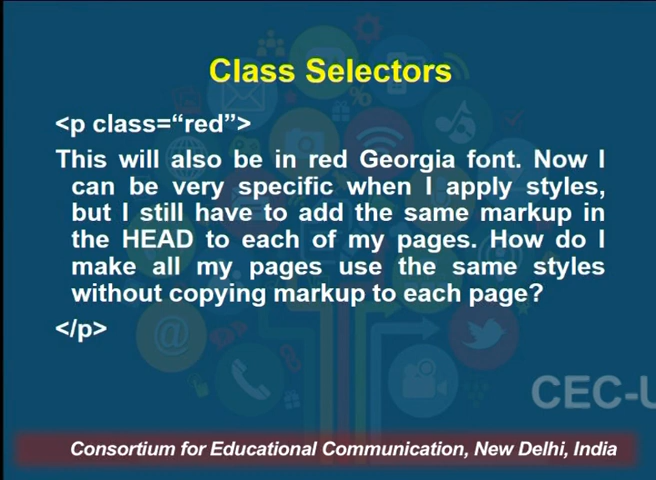 Class Selectors
<p class=“red”>
This will also be in red Georgia font. Now I
can be very specific when I apply styles,
but I still have to add the same markup in
the HEAD to each of my pages. How do I
make all my pages use the same styles
without copying markup to each page?
</p>
CEC-U
Consortium for Educational Communication, New Delhi, India